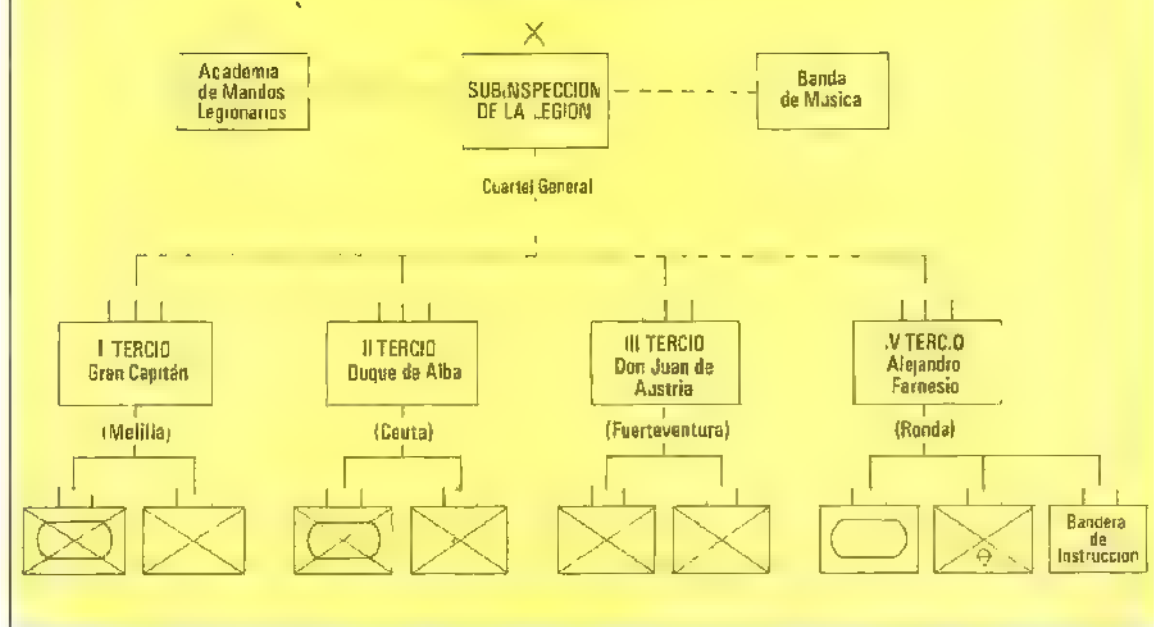 Academia
de Mandos
Legionarios
SUBINSPECCION
DE LA LEGION
Banda
de Musica
Cuartel General
I TERCIO
Gran Capitán
II TERCIO
Duque de Alba
III TERCIO
Don Juan de
Austria
IV TERCIO
Alejandro
Farnesio
(Melilla)
(Ceuta)
(Fuerteventura)
(Ronda)
Bandera
de
Instruccion